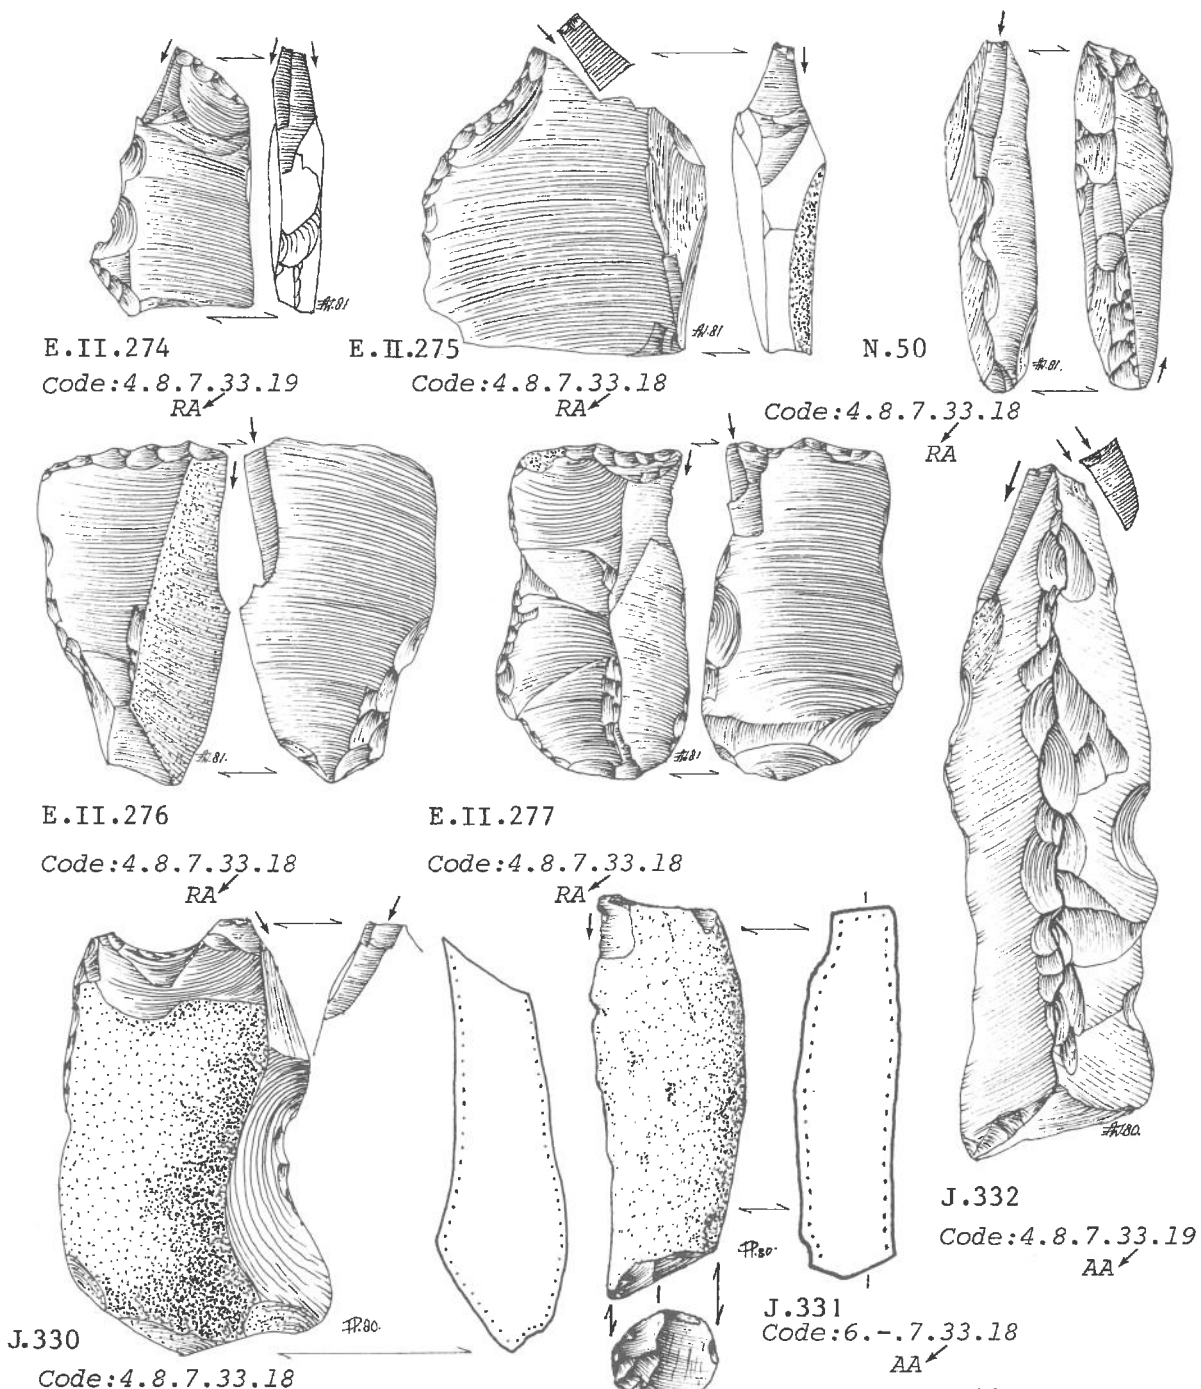 E.II.274
Code:4.8.7.33.19
RA
E.II.275
Code:4.8.7.33.18
RA
N.50
Code:4.8.7.33.18
RA
E.II.276
Code:4.8.7.33.18
RA
E.II.277
Code:4.8.7.33.18
RA
J.330
Code:4.8.7.33.18
J.331
Code:6.-.7.33.18
AA
J.332
Code:4.8.7.33.19
AA